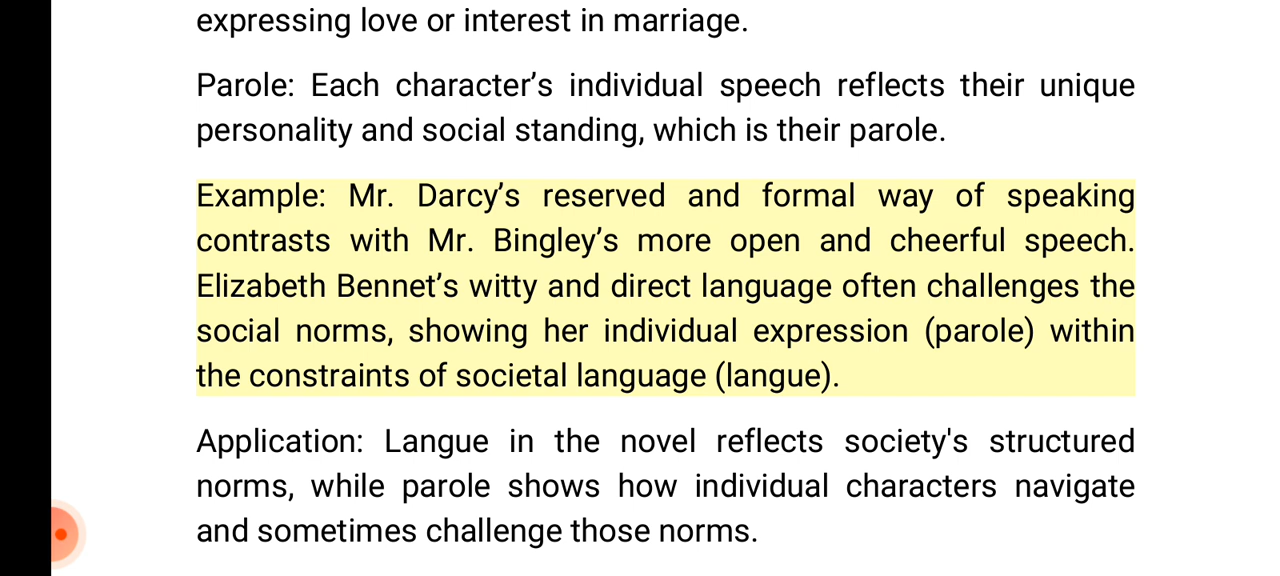 expressing love or interest in marriage.
Parole: Each character’s individual speech reflects their unique
personality and social standing, which is their parole.
Example: Mr. Darcy’s reserved and formal way of speaking
contrasts with Mr. Bingley’s more open and cheerful speech.
Elizabeth Bennet’s witty and direct language often challenges the
social norms, showing her individual expression (parole) within
the constraints of societal language (langue).
Application: Langue in the novel reflects society's structured
norms, while parole shows how individual characters navigate
and sometimes challenge those norms.